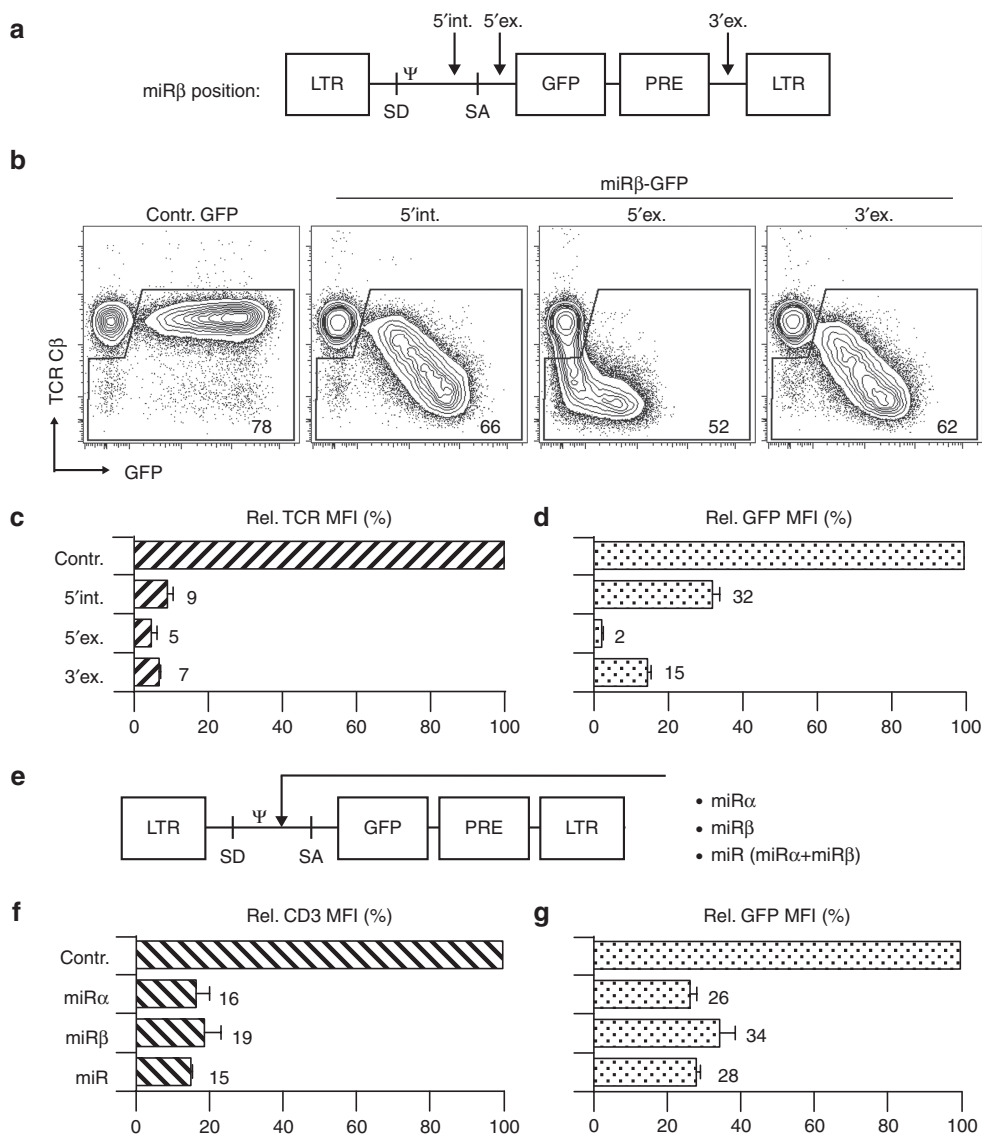 a
5′int. 5′ex. 3′ex.
miRβ position: LTR Ψ GFP PRE LTR
SD SA
b
miRβ-GFP
Contr. GFP 5′int. 5′ex. 3′ex.
TCR Cβ
78 66 52 62
GFP
c Rel. TCR MFI (%)
Contr.
5′int. 9
5′ex. 5
3′ex. 7
0 20 40 60 80 100
d Rel. GFP MFI (%)
32
2
15
0 20 40 60 80 100
e
LTR Ψ GFP PRE LTR
SD SA
• miRα
• miRβ
• miR (miRα+miRβ)
f Rel. CD3 MFI (%)
Contr.
miRα 16
miRβ 19
miR 15
0 20 40 60 80 100
g Rel. GFP MFI (%)
26
34
28
0 20 40 60 80 100